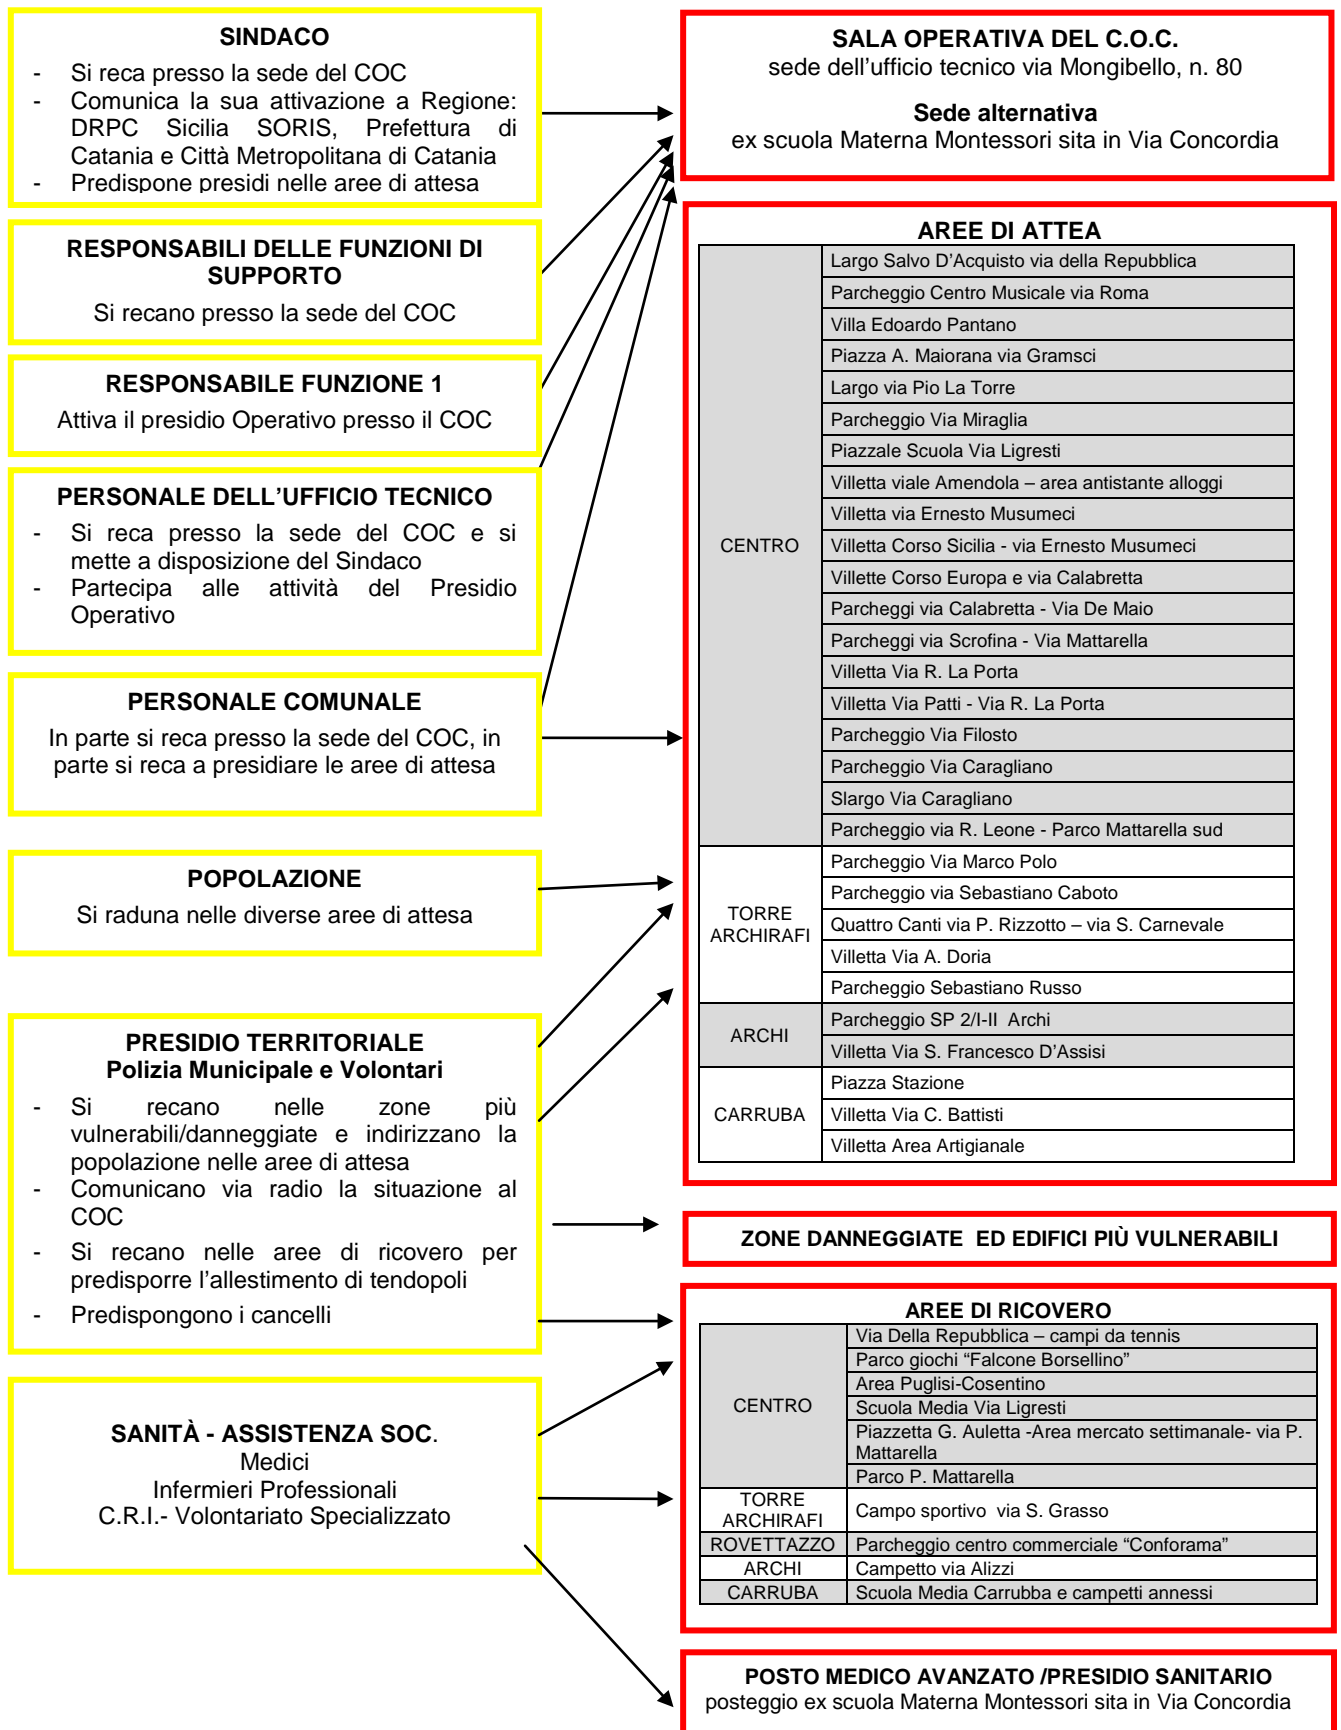 SINDACO
- Si reca presso la sede del COC
- Comunica la sua attivazione a Regione:
DRPC Sicilia SORIS, Prefettura di
Catania e Città Metropolitana di Catania
- Predispone presidi nelle aree di attesa
RESPONSABILI DELLE FUNZIONI DI
SUPPORTO
Si recano presso la sede del COC
RESPONSABILE FUNZIONE 1
Attiva il presidio Operativo presso il COC
PERSONALE DELL'UFFICIO TECNICO
- Si reca presso la sede del COC e si
mette a disposizione del Sindaco
- Partecipa alle attività del Presidio
Operativo
PERSONALE COMUNALE
In parte si reca presso la sede del COC, in
parte si reca a presidiare le aree di attesa
POPOLAZIONE
Si raduna nelle diverse aree di attesa
PRESIDIO TERRITORIALE
Polizia Municipale e Volontari
- Si recano nelle zone più
vulnerabili/danneggiate e indirizzano la
popolazione nelle aree di attesa
- Comunicano via radio la situazione al
COC
- Si recano nelle aree di ricovero per
predisporre l'allestimento di tendopoli
- Predispongono i cancelli
SANITÀ - ASSISTENZA SOC.
Medici
Infermieri Professionali
C.R.I.- Volontariato Specializzato
SALA OPERATIVA DEL C.O.C.
sede dell'ufficio tecnico via Mongibello, n. 80
Sede alternativa
ex scuola Materna Montessori sita in Via Concordia
AREE DI ATTEA
CENTRO
Largo Salvo D'Acquisto via della Repubblica
Parcheggio Centro Musicale via Roma
Villa Edoardo Pantano
Piazza A. Maiorana via Gramsci
Largo via Pio La Torre
Parcheggio Via Miraglia
Piazzale Scuola Via Ligresti
Villetta viale Amendola – area antistante alloggi
Villetta via Ernesto Musumeci
Villetta Corso Sicilia - via Ernesto Musumeci
Villette Corso Europa e via Calabretta
Parcheggi via Calabretta - Via De Maio
Parcheggi via Scrofina - Via Mattarella
Villetta Via R. La Porta
Villetta Via Patti - Via R. La Porta
Parcheggio Via Filosto
Parcheggio Via Caragliano
Slargo Via Caragliano
Parcheggio via R. Leone - Parco Mattarella sud
TORRE
ARCHIRAFI
Parcheggio Via Marco Polo
Parcheggio via Sebastiano Caboto
Quattro Canti via P. Rizzotto – via S. Carnevale
Villetta Via A. Doria
Parcheggio Sebastiano Russo
ARCHI
Parcheggio SP 2/I-II Archi
Villetta Via S. Francesco D'Assisi
CARRUBA
Piazza Stazione
Villetta Via C. Battisti
Villetta Area Artigianale
ZONE DANNEGGIATE ED EDIFICI PIÙ VULNERABILI
AREE DI RICOVERO
CENTRO
Via Della Repubblica – campi da tennis
Parco giochi "Falcone Borsellino"
Area Puglisi-Cosentino
Scuola Media Via Ligresti
Piazzetta G. Auletta -Area mercato settimanale- via P.
Mattarella
Parco P. Mattarella
TORRE
ARCHIRAFI
Campo sportivo via S. Grasso
ROVETTAZZO
Parcheggio centro commerciale "Conforama"
ARCHI
Campetto via Alizzi
CARRUBA
Scuola Media Carrubba e campetti annessi
POSTO MEDICO AVANZATO /PRESIDIO SANITARIO
posteggio ex scuola Materna Montessori sita in Via Concordia